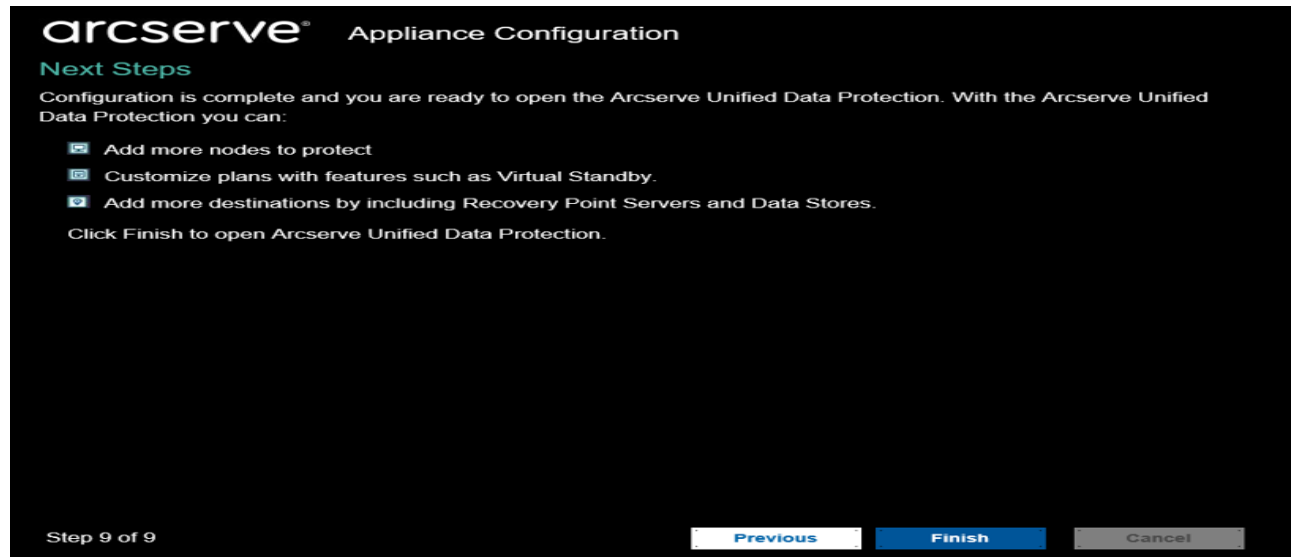 arcserve® Appliance Configuration
Next Steps
Configuration is complete and you are ready to open the Arcserve Unified Data Protection. With the Arcserve Unified
Data Protection you can:
Add more nodes to protect
Customize plans with features such as Virtual Standby.
Add more destinations by including Recovery Point Servers and Data Stores.
Click Finish to open Arcserve Unified Data Protection.
Step 9 of 9 Previous Finish Cancel